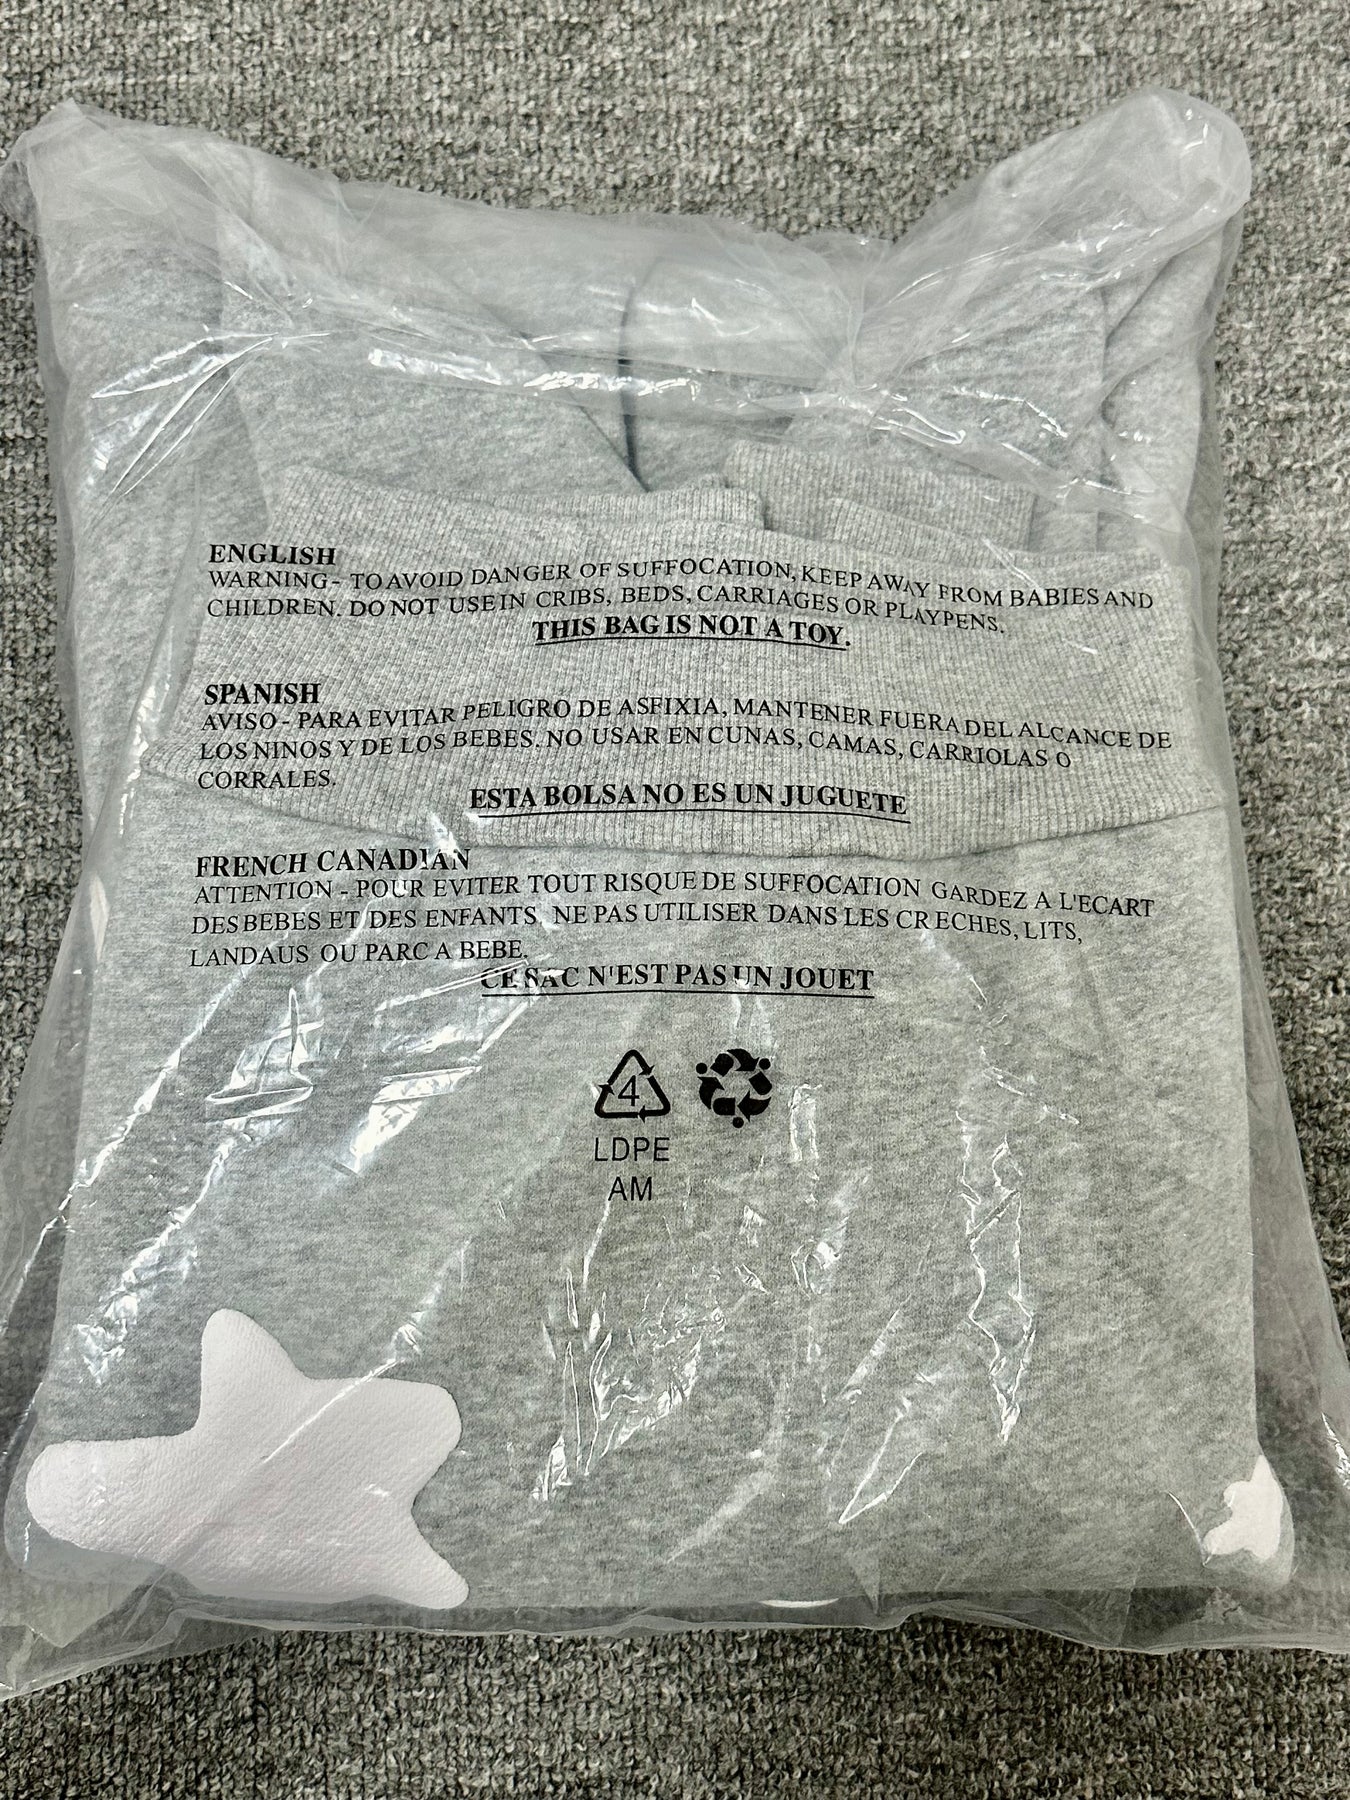 ENGLISH
WARNING- TO AVOID DANGER OF SUFFOCATION, KEEP AWAY FROM BABIES AND
CHILDREN. DO NOT USE IN CRIBS, BEDS, CARRIAGES OR PLAYPENS.
THIS BAG IS NOT A TOY.
SPANISH
AVISO - PARA EVITAR PELIGRO DE ASFIXIA, MANTENER FUERA DEL ALCANCE DE
LOS NINOS Y DE LOS BEBES. NO USAR EN CUNAS, CAMAS, CARRIOLAS O
CORRALES.
ESTA BOLSA NO ES UN JUGUETE
FRENCH CANADIAN
ATTENTION - POUR EVITER TOUT RISQUE DE SUFFOCATION GARDEZ A L'ECART
DES BEBES ET DES ENFANTS NE PAS UTILISER DANS LES CRECHES, LITS,
LANDAUS OU PARC A BEBE.
CE SAC N'EST PAS UN JOUET
4
LDPE
AM